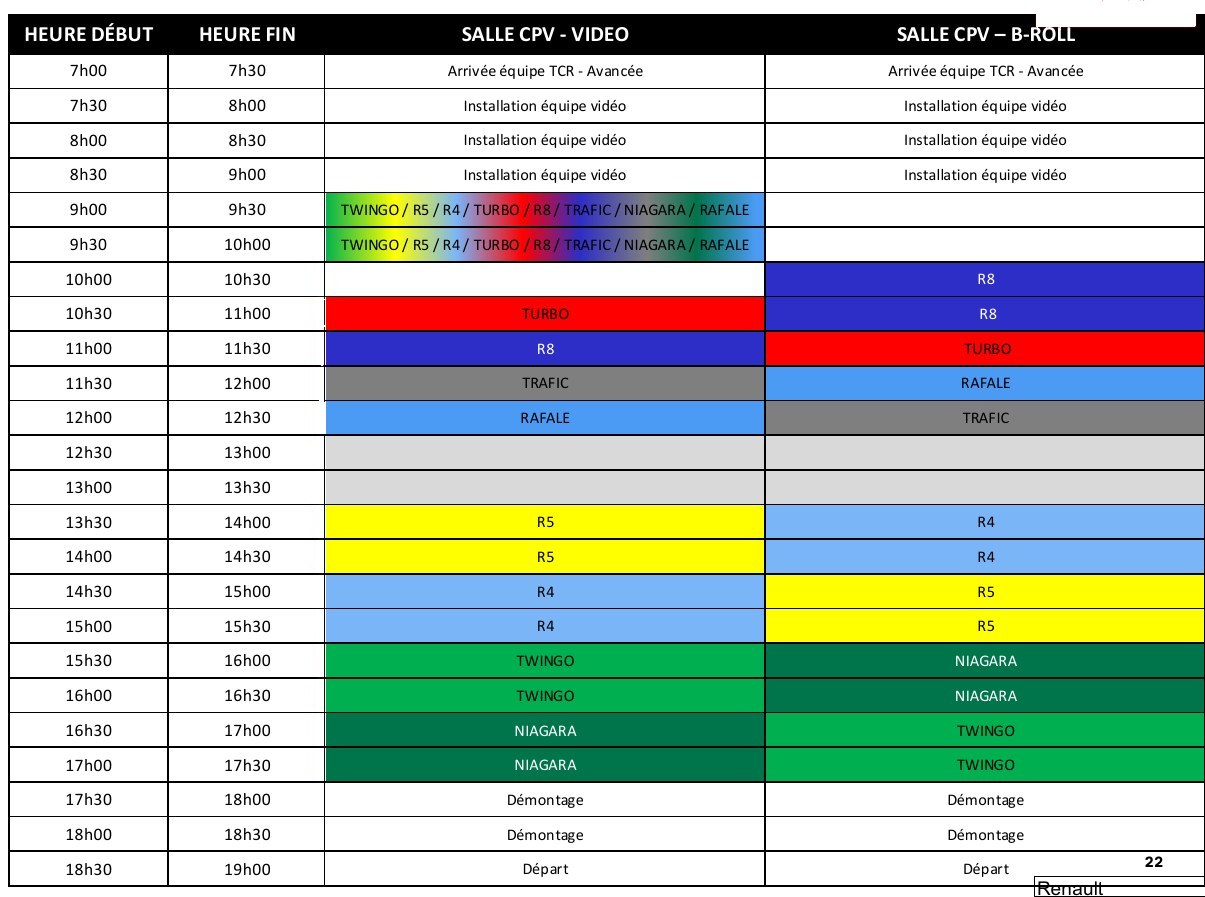 HEURE DÉBUT HEURE FIN SALLE CPV - VIDEO SALLE CPV – B-ROLL
7h00 7h30 Arrivée équipe TCR - Avancée Arrivée équipe TCR - Avancée
7h30 8h00 Installation équipe vidéo Installation équipe vidéo
8h00 8h30 Installation équipe vidéo Installation équipe vidéo
8h30 9h00 Installation équipe vidéo Installation équipe vidéo
9h00 9h30 TWINGO / R5 / R4 / TURBO / R8 / TRAFIC / NIAGARA / RAFALE
9h30 10h00 TWINGO / R5 / R4 / TURBO / R8 / TRAFIC / NIAGARA / RAFALE
10h00 10h30 R8
10h30 11h00 TURBO R8
11h00 11h30 R8 TURBO
11h30 12h00 TRAFIC RAFALE
12h00 12h30 RAFALE TRAFIC
12h30 13h00
13h00 13h30
13h30 14h00 R5 R4
14h00 14h30 R5 R4
14h30 15h00 R4 R5
15h00 15h30 R4 R5
15h30 16h00 TWINGO NIAGARA
16h00 16h30 TWINGO NIAGARA
16h30 17h00 NIAGARA TWINGO
17h00 17h30 NIAGARA TWINGO
17h30 18h00 Démontage Démontage
18h00 18h30 Démontage Démontage
18h30 19h00 Départ Départ
22
Renault